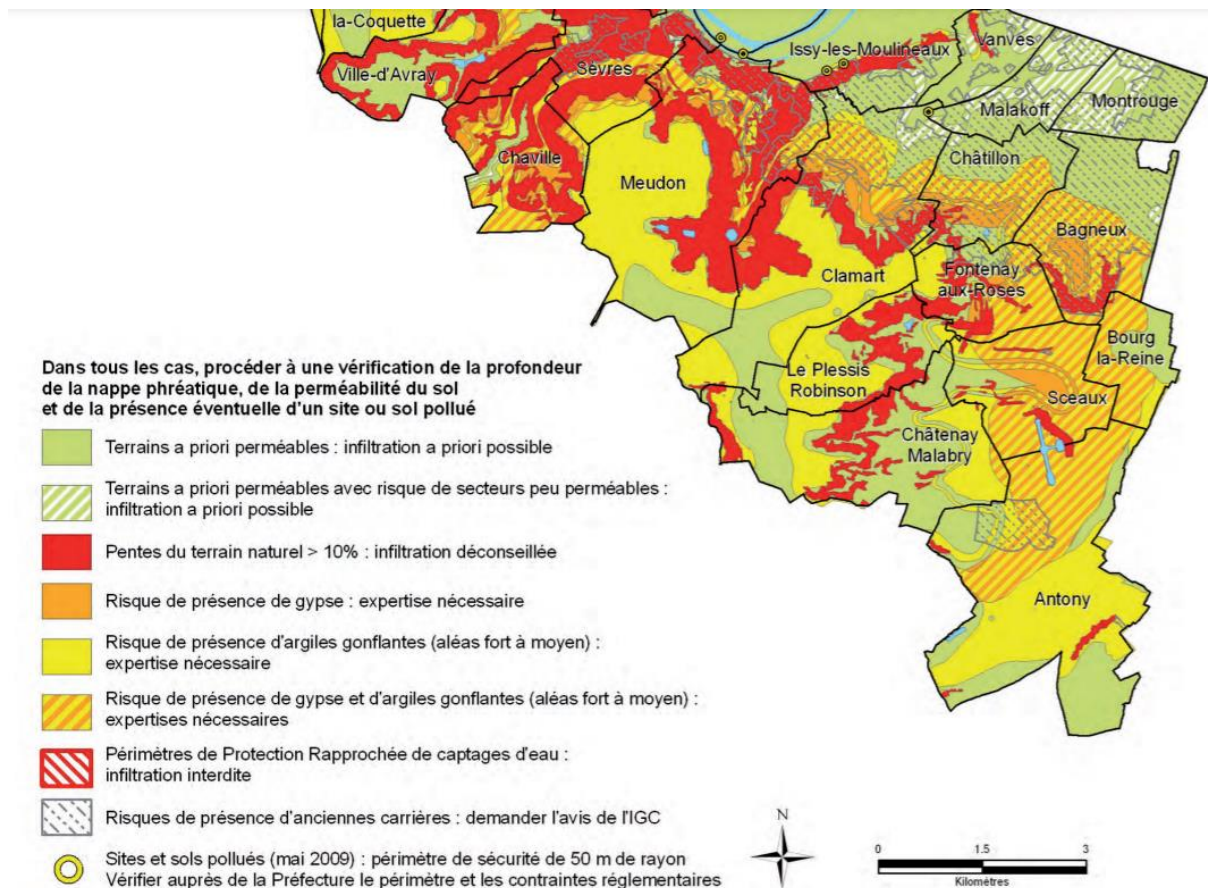 la-Coquette
Ville-d'Avray
Sèvres
Issy-les-Moulineaux
Vanves
Malakoff
Montrouge
Chaville
Meudon
Châtillon
Bagneux
Clamart
Fontenay
aux-Roses
Bourg
la-Reine
Le Plessis
Robinson
Sceaux
Châtenay
Malabry
Antony
Dans tous les cas, procéder à une vérification de la profondeur
de la nappe phréatique, de la perméabilité du sol
et de la présence éventuelle d'un site ou sol pollué
Terrains a priori perméables : infiltration a priori possible
Terrains a priori perméables avec risque de secteurs peu perméables :
infiltration a priori possible
Pentes du terrain naturel > 10% : infiltration déconseillée
Risque de présence de gypse : expertise nécessaire
Risque de présence d'argiles gonflantes (aléas fort à moyen) :
expertise nécessaire
Risque de présence de gypse et d'argiles gonflantes (aléas fort à moyen) :
expertises nécessaires
Périmètres de Protection Rapprochée de captages d'eau :
infiltration interdite
Risques de présence d'anciennes carrières : demander l'avis de l'IGC
Sites et sols pollués (mai 2009) : périmètre de sécurité de 50 m de rayon
Vérifier auprès de la Préfecture le périmètre et les contraintes réglementaires
N
0 1.5 3
Kilomètres